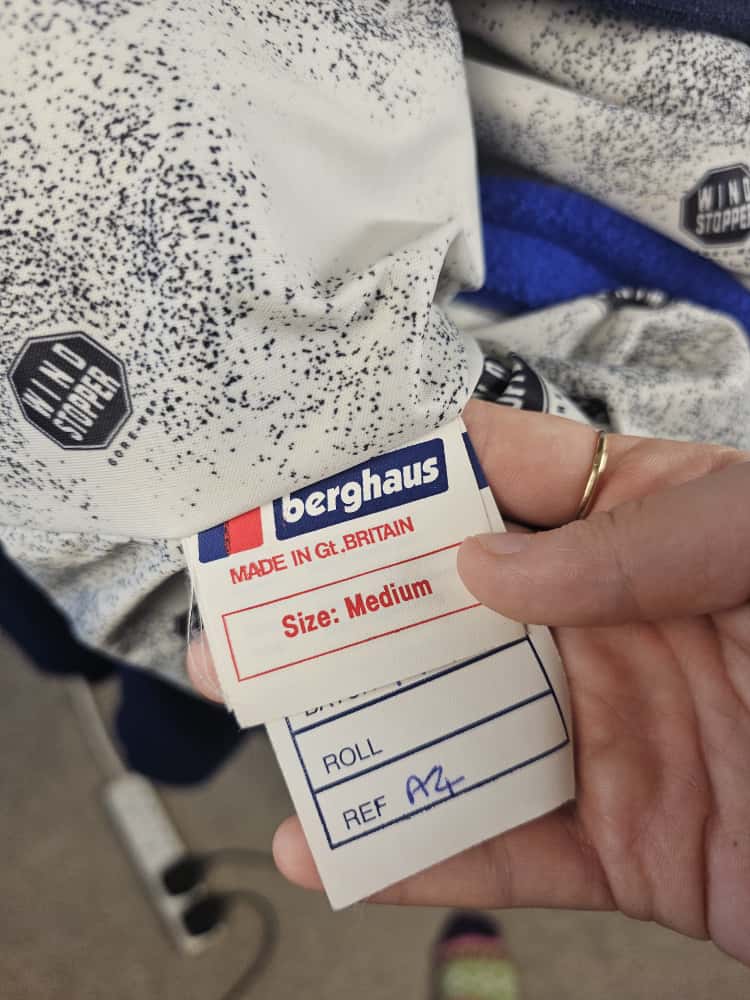 WIND
STOPPER
WIND
STOPPER
berghaus
MADE IN Gt.BRITAIN
Size: Medium
ROLL
REF A4